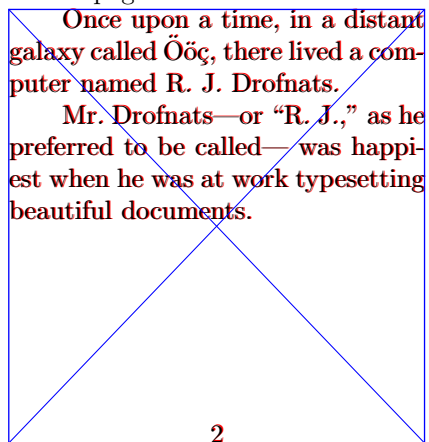 Once upon a time, in a distant
galaxy called Ööç, there lived a com-
puter named R. J. Drofnats.
Mr. Drofnats—or “R. J.,” as he
preferred to be called— was happi-
est when he was at work typesetting
beautiful documents.
2